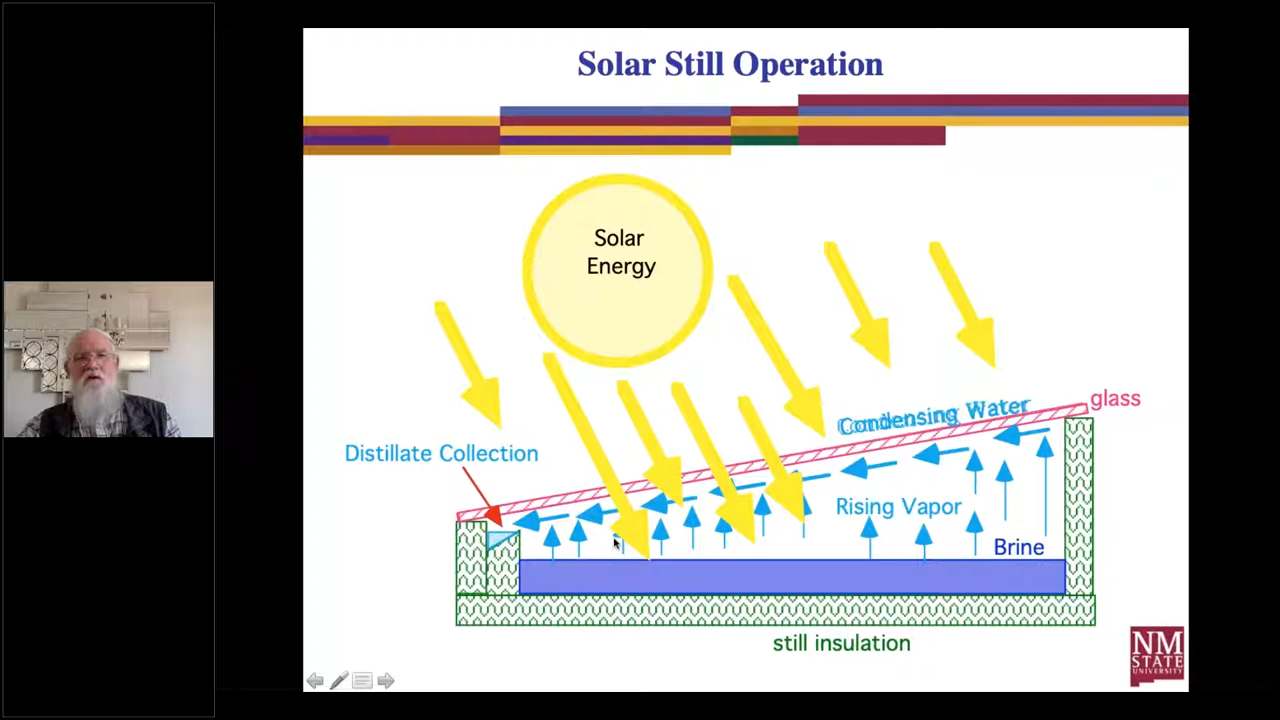 Solar Still Operation
Solar
Energy
glass
Condensing Water
Distillate Collection
Rising Vapor
Brine
still insulation
NM
STATE
UNIVERSITY